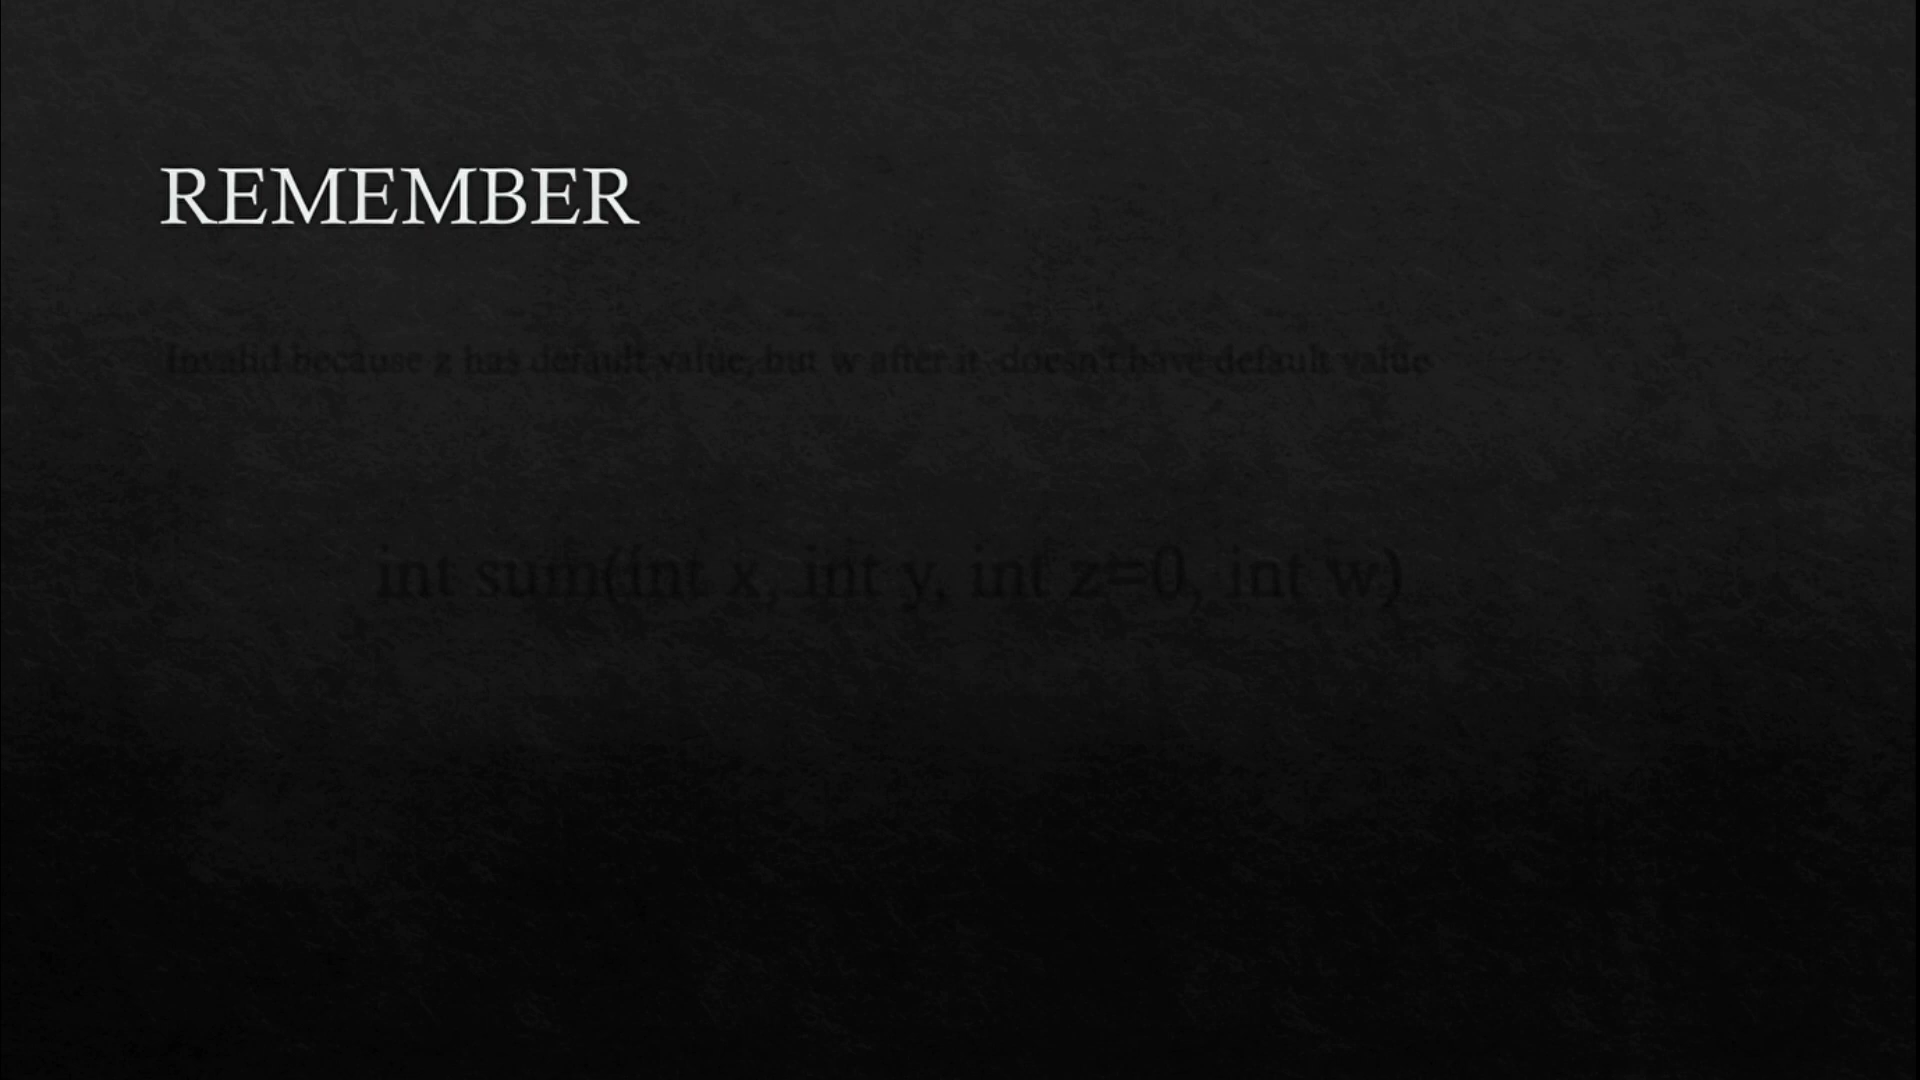 REMEMBER
Invalid because z has default value, but w after it doesn't have default value
int sum(int x, int y, int z=0, int w)